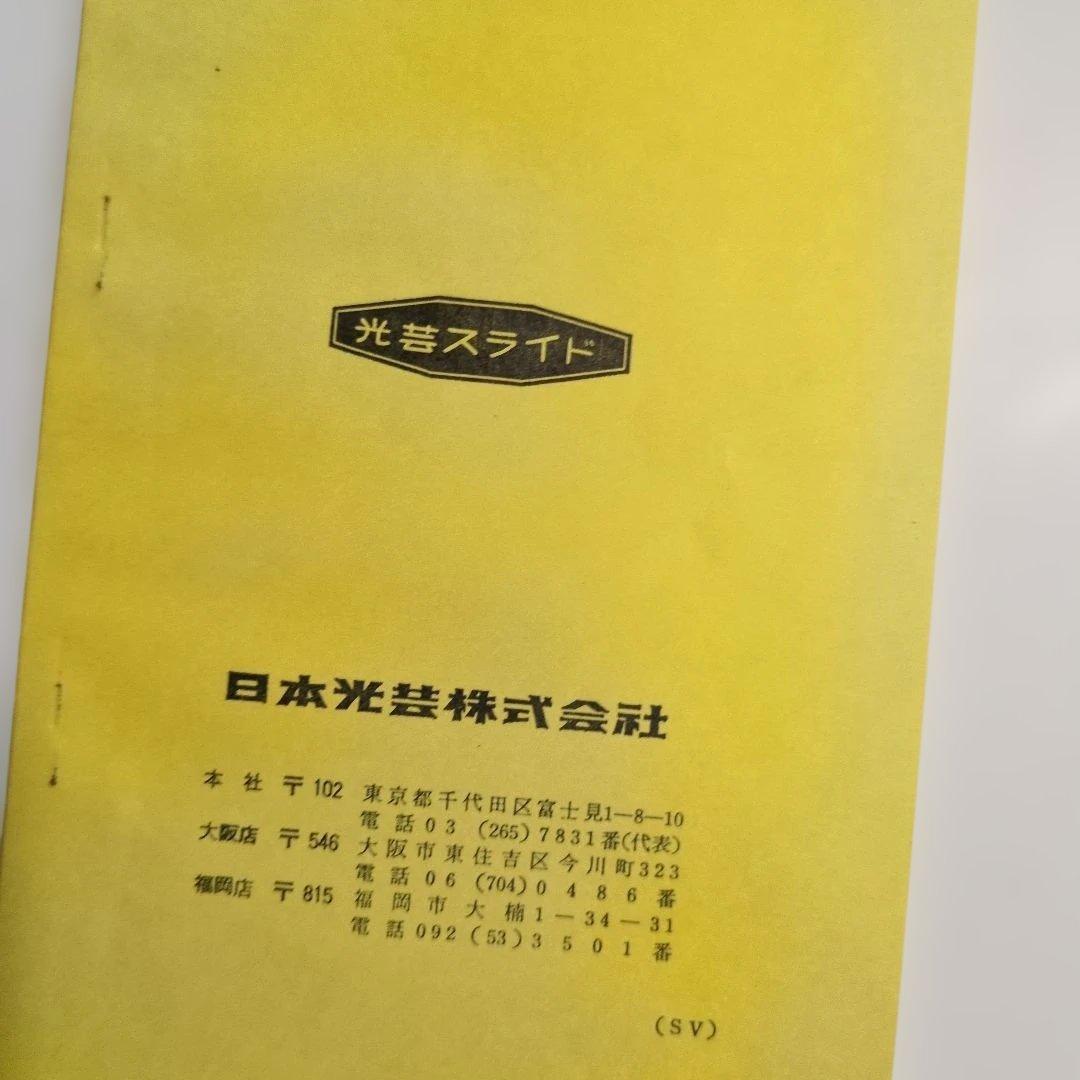 光芸スライド
日本光芸株式会社
本社 〒102 東京都千代田区富士見1-8-10
電話03(265)7831番(代表)
大阪店 〒546 大阪市東住吉区今川町323
電話06(704)0486番
福岡店 〒815 福岡市大楠1-34-31
電話092(53)3501番
(SV)